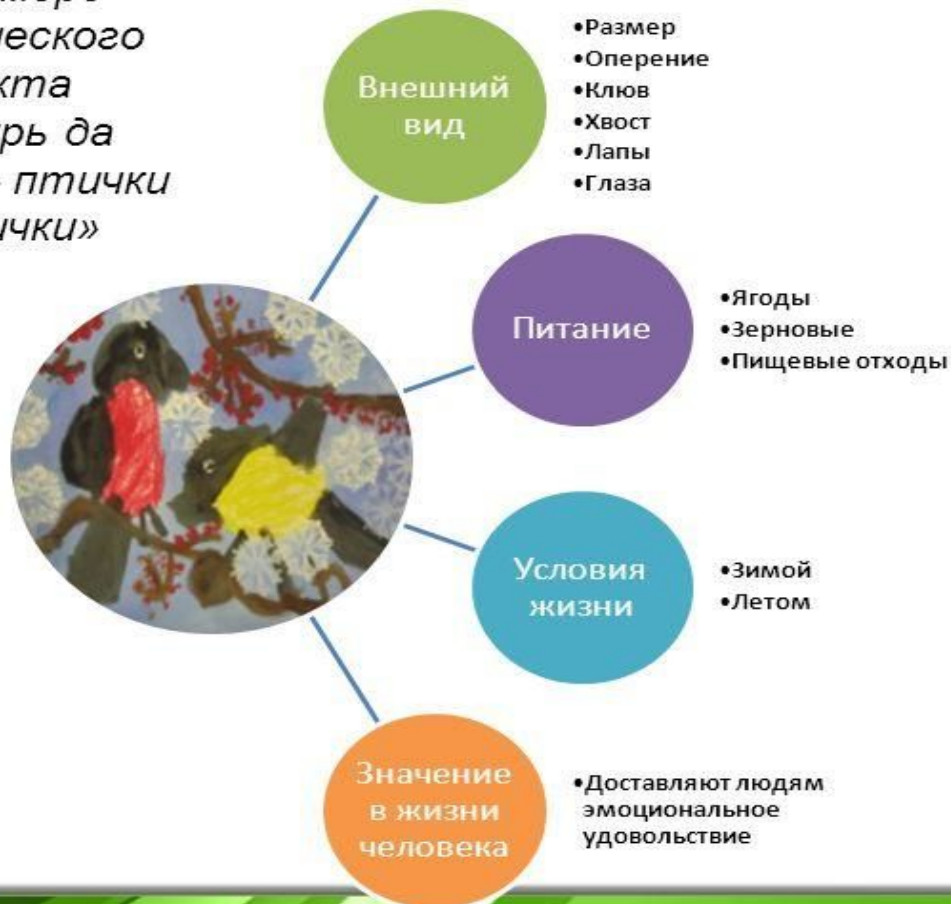 ческого
кта
рь да
птички
чки»
Внешний
вид
•Размер
•Оперение
•Клюв
•Хвост
•Лапы
•Глаза
Питание
•Ягоды
•Зерновые
•Пищевые отходы
Условия
жизни
•Зимой
•Летом
Значение
в жизни
человека
•Доставляют людям
эмоциональное
удовольствие